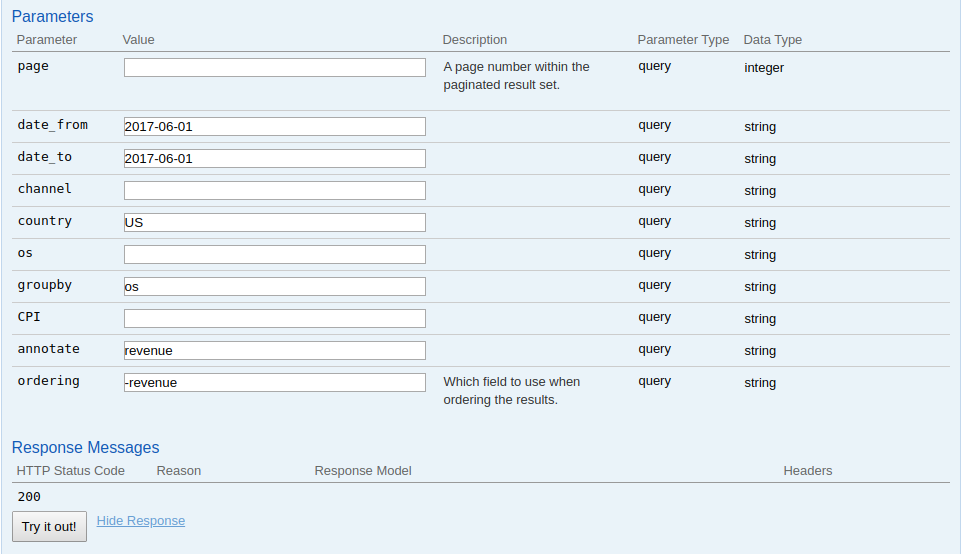 Parameters
Parameter Value Description Parameter Type Data Type
page A page number within the query integer
paginated result set.
date_from 2017-06-01 query string
date_to 2017-06-01 query string
channel query string
country US query string
os query string
groupby os query string
CPI query string
annotate revenue query string
ordering -revenue Which field to use when query string
ordering the results.
Response Messages
HTTP Status Code Reason Response Model Headers
200
Try it out! Hide Response